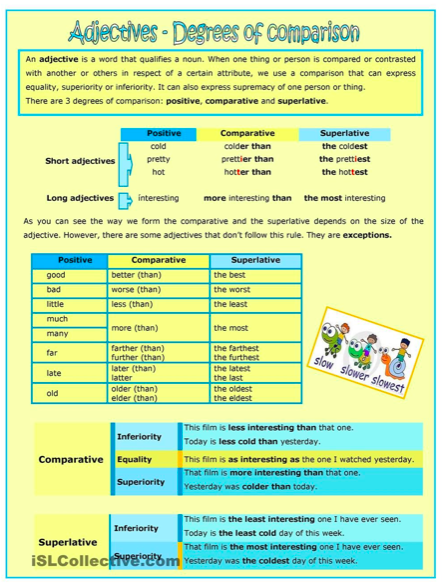 Adjectives - Degrees of comparison
An adjective is a word that qualifies a noun. When one thing or person is compared or contrasted
with another or others in respect of a certain attribute, we use a comparison that can express
equality, superiority or inferiority. It can also express supremacy of one person or thing.
There are 3 degrees of comparison: positive, comparative and superlative.
Positive Comparative Superlative
Short adjectives
cold colder than the coldest
pretty prettier than the prettiest
hot hotter than the hottest
Long adjectives interesting more interesting than the most interesting
As you can see the way we form the comparative and the superlative depends on the size of the
adjective. However, there are some adjectives that don't follow this rule. They are exceptions.
Positive Comparative Superlative
good better (than) the best
bad worse (than) the worst
little less (than) the least
much
many
more (than) the most
far
farther (than) the farthest
further (than) the furthest
late
later (than) the latest
latter the last
old
older (than) the oldest
elder (than) the eldest
slow slower slowest
Comparative
Inferiority
This film is less interesting than that one.
Today is less cold than yesterday.
Equality This film is as interesting as the one I watched yesterday.
Superiority
That film is more interesting than that one.
Yesterday was colder than today.
Superlative
Inferiority
This film is the least interesting one I have ever seen.
Today is the least cold day of this week.
Superiority
That film is the most interesting one I have ever seen.
Yesterday was the coldest day of this week.
iSLCollective.com